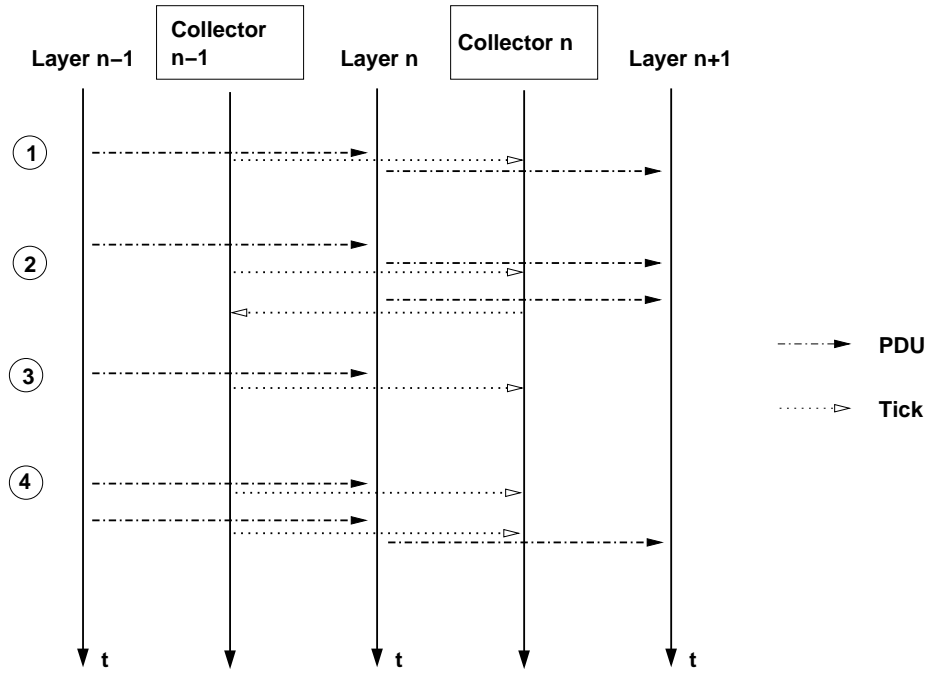 Layer n−1
Collector
n−1
Layer n
Collector n
Layer n+1
1
2
3
4
PDU
Tick
t
t
t